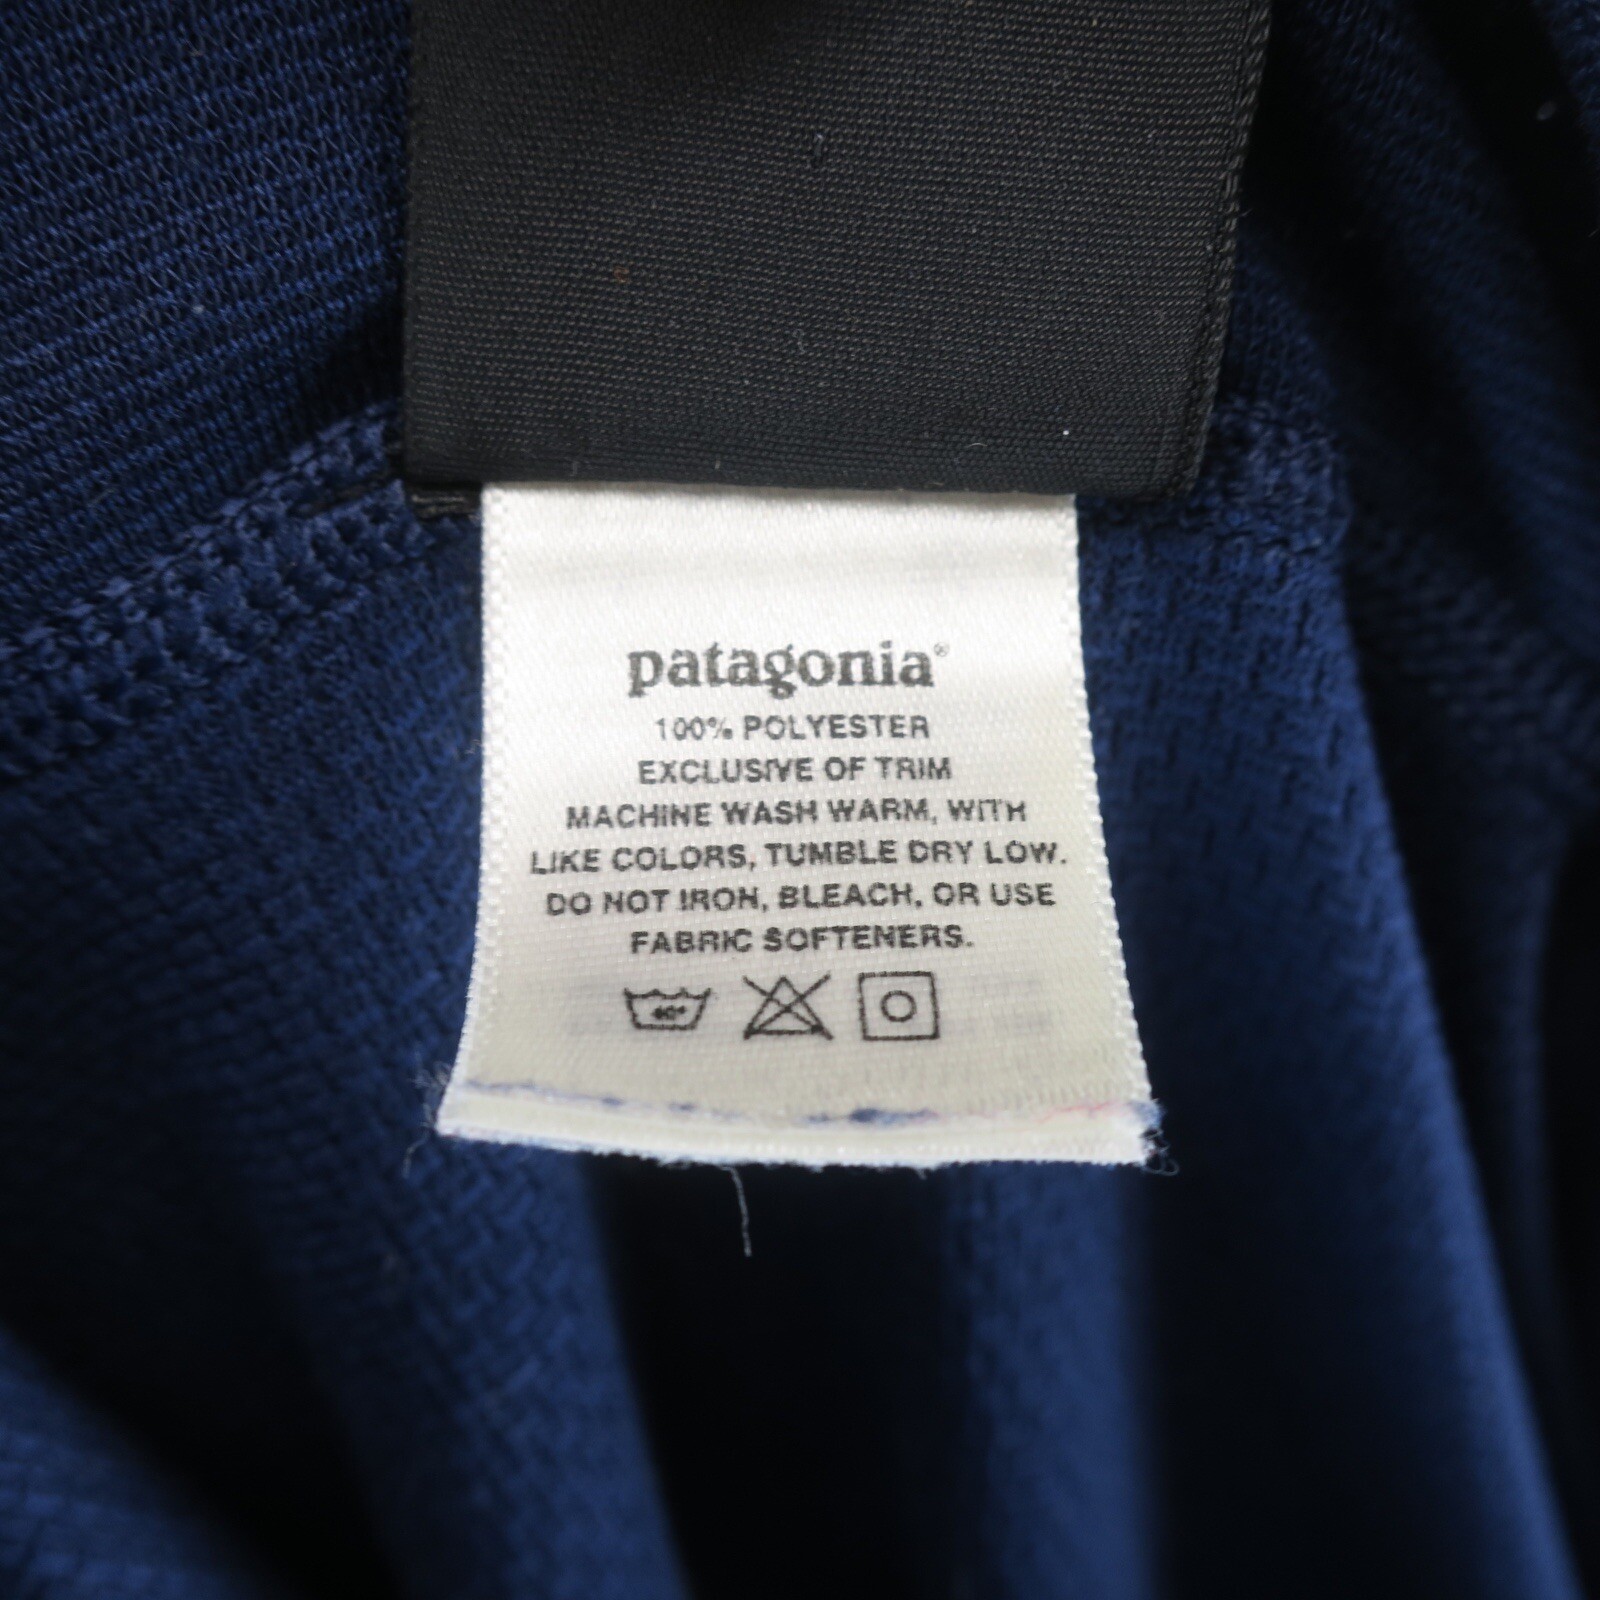 patagonia®
100% POLYESTER
EXCLUSIVE OF TRIM
MACHINE WASH WARM, WITH
LIKE COLORS, TUMBLE DRY LOW.
DO NOT IRON, BLEACH, OR USE
FABRIC SOFTENERS.
40°